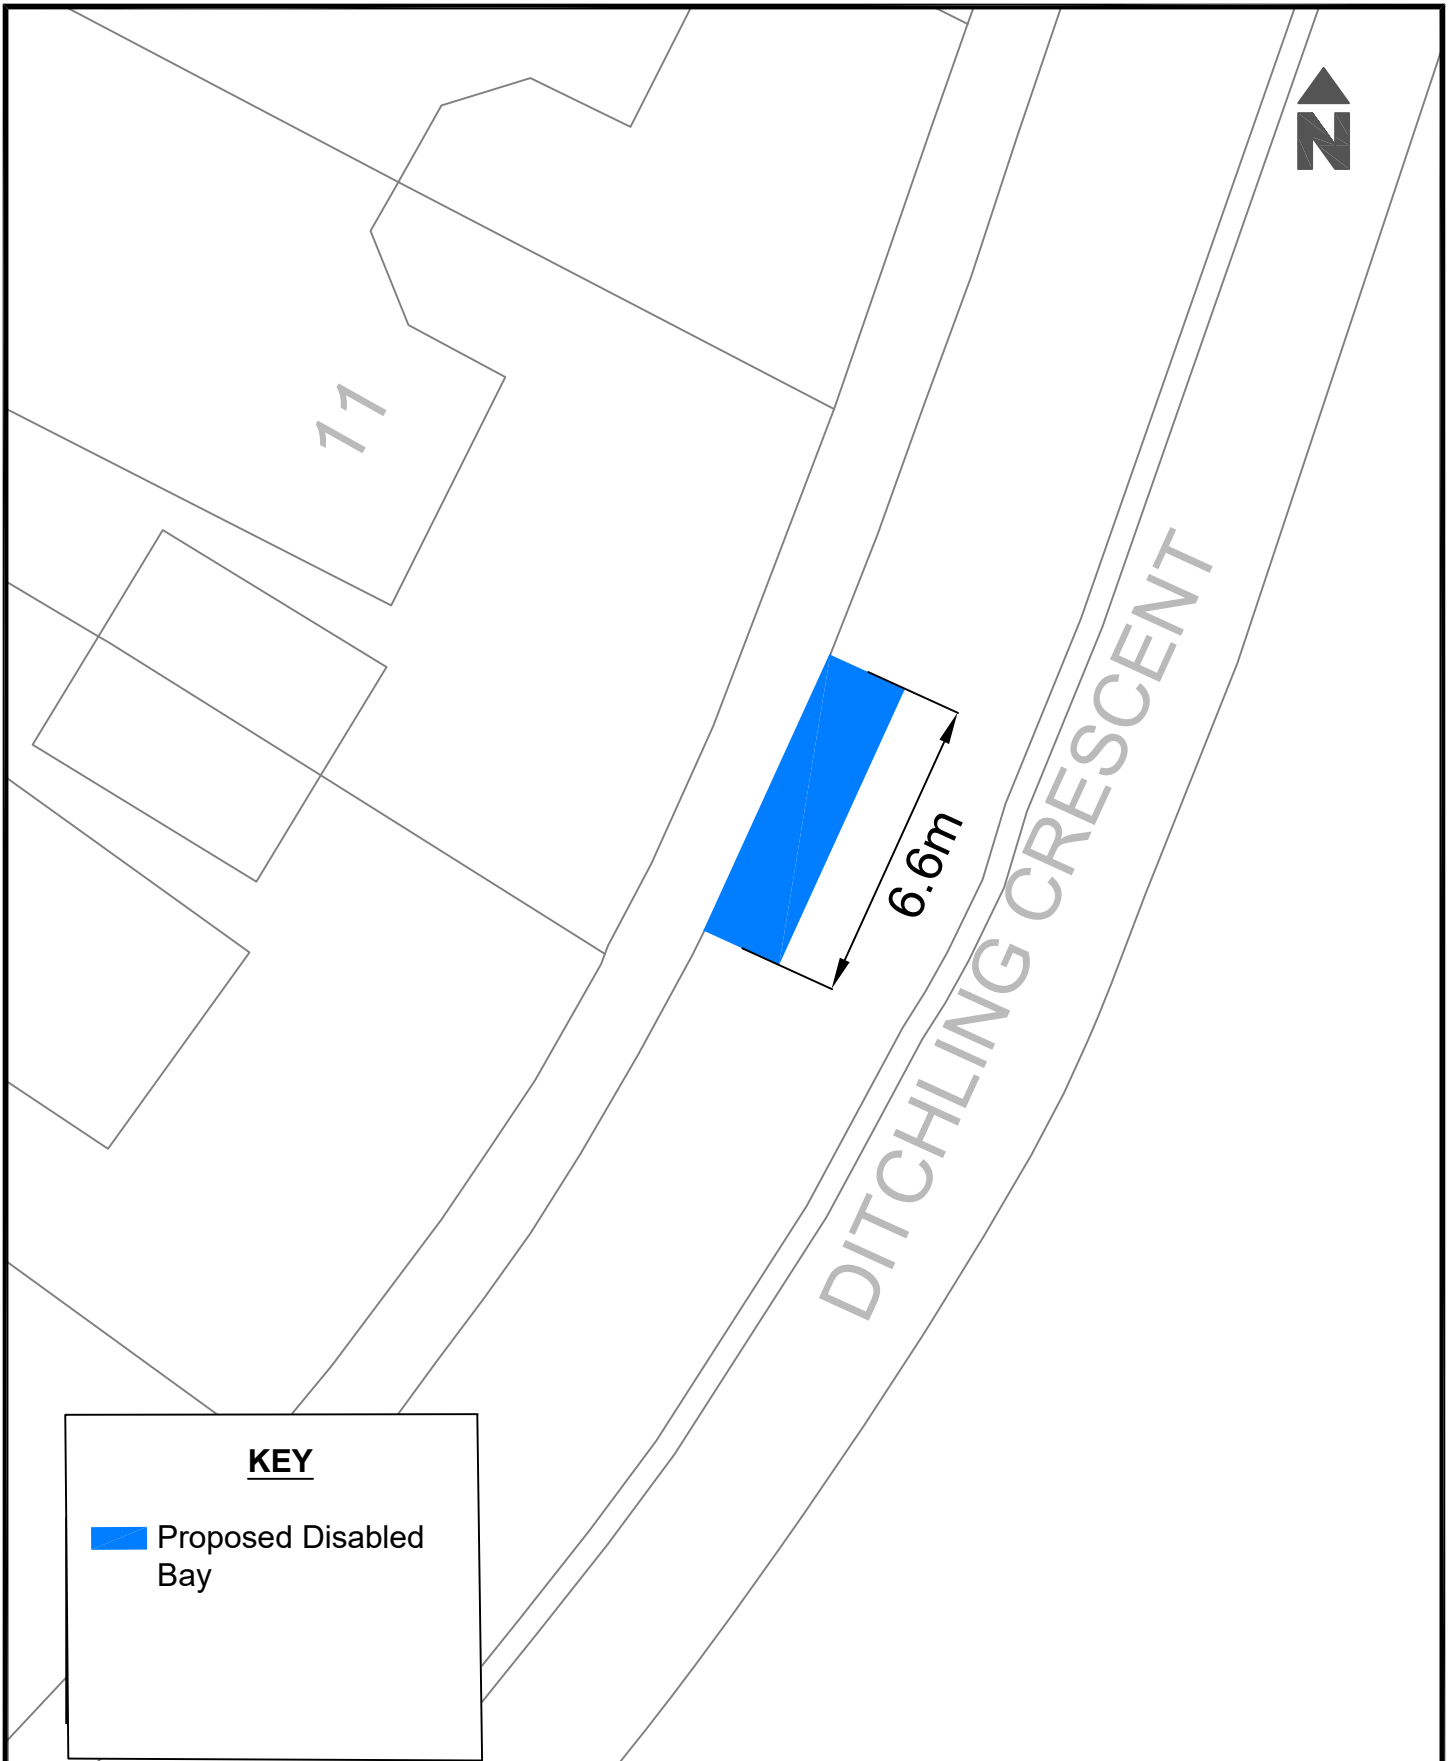 N
11
6.6m
DITCHLING CRESCENT
KEY
Proposed Disabled
Bay